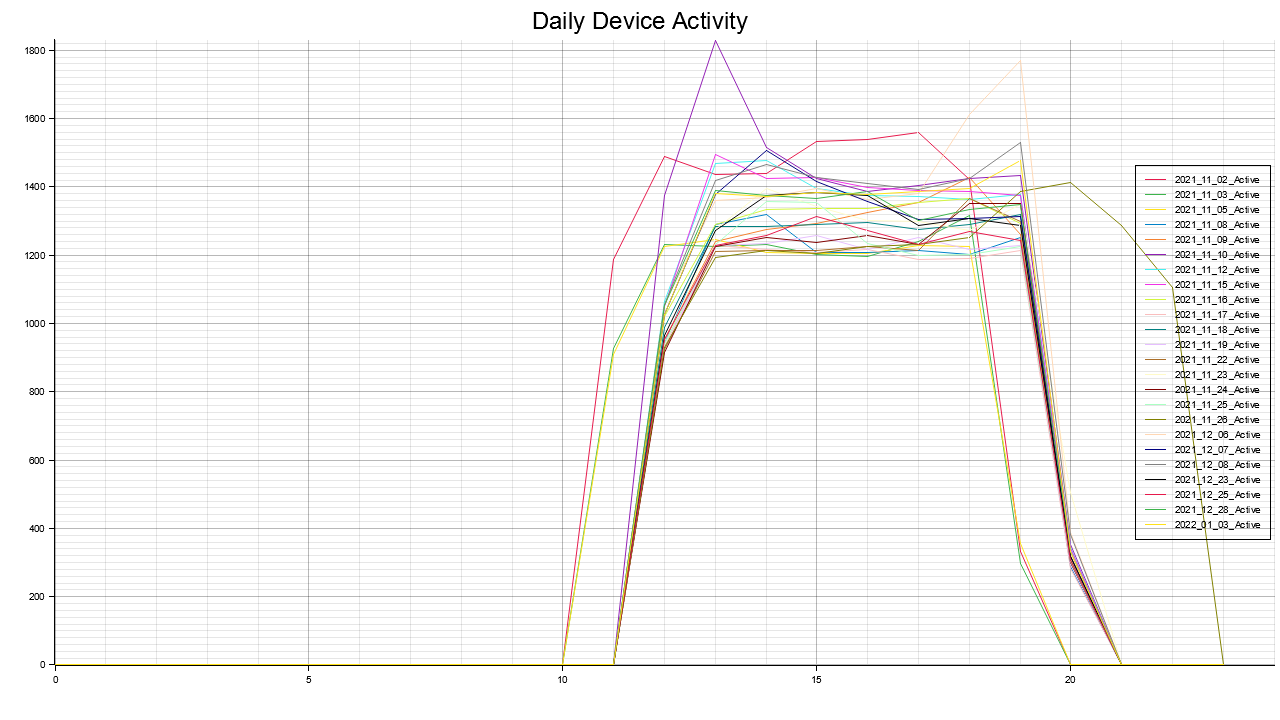 Daily Device Activity
1800
1600
1400
1200
1000
800
600
400
200
0
0 5 10 15 20
2021_11_02_Active
2021_11_03_Active
2021_11_05_Active
2021_11_08_Active
2021_11_09_Active
2021_11_10_Active
2021_11_12_Active
2021_11_15_Active
2021_11_16_Active
2021_11_17_Active
2021_11_18_Active
2021_11_19_Active
2021_11_22_Active
2021_11_23_Active
2021_11_24_Active
2021_11_25_Active
2021_11_26_Active
2021_12_06_Active
2021_12_07_Active
2021_12_08_Active
2021_12_23_Active
2021_12_25_Active
2021_12_28_Active
2022_01_03_Active